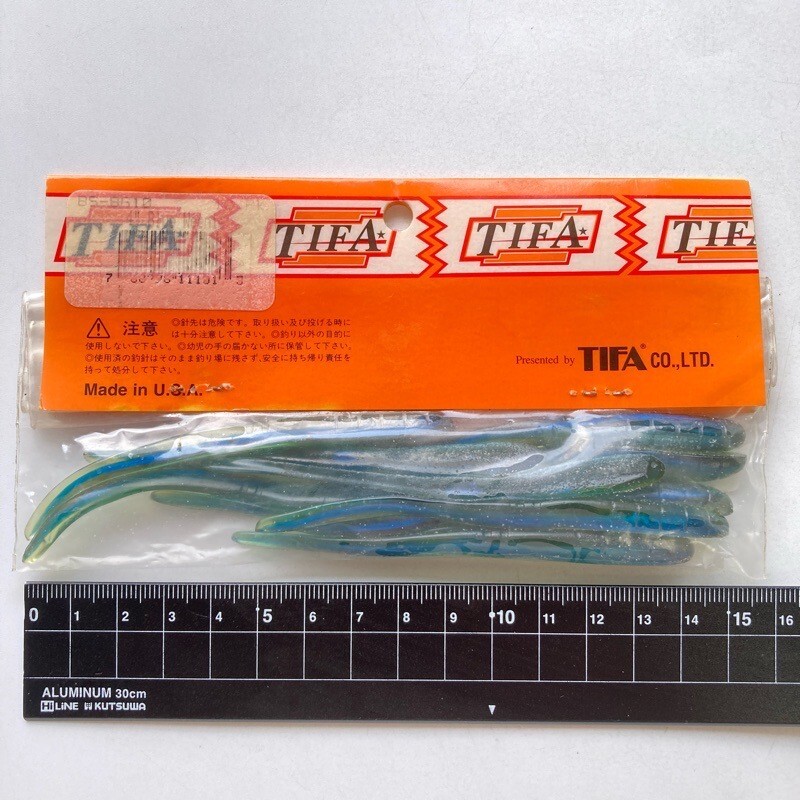 BS-BG12
TIFA TIFA TIFA TIFA
注意
◎針先は危険です。取り扱い及び投げる時に
は十分注意して下さい。◎釣り以外の目的に
使用しないで下さい。◎幼児の手の届かない所に保管して下さい。
◎使用済の釣針はそのまま釣り場に残さず、安全に持ち帰り責任を
持って処分して下さい。
Made in U.S.A.
Presented by TIFA® CO.,LTD.
0 1 2 3 4 5 6 7 8 9 10 11 12 13 14 15 16
ALUMINUM 30cm
Hi LiNE KUTSUWA